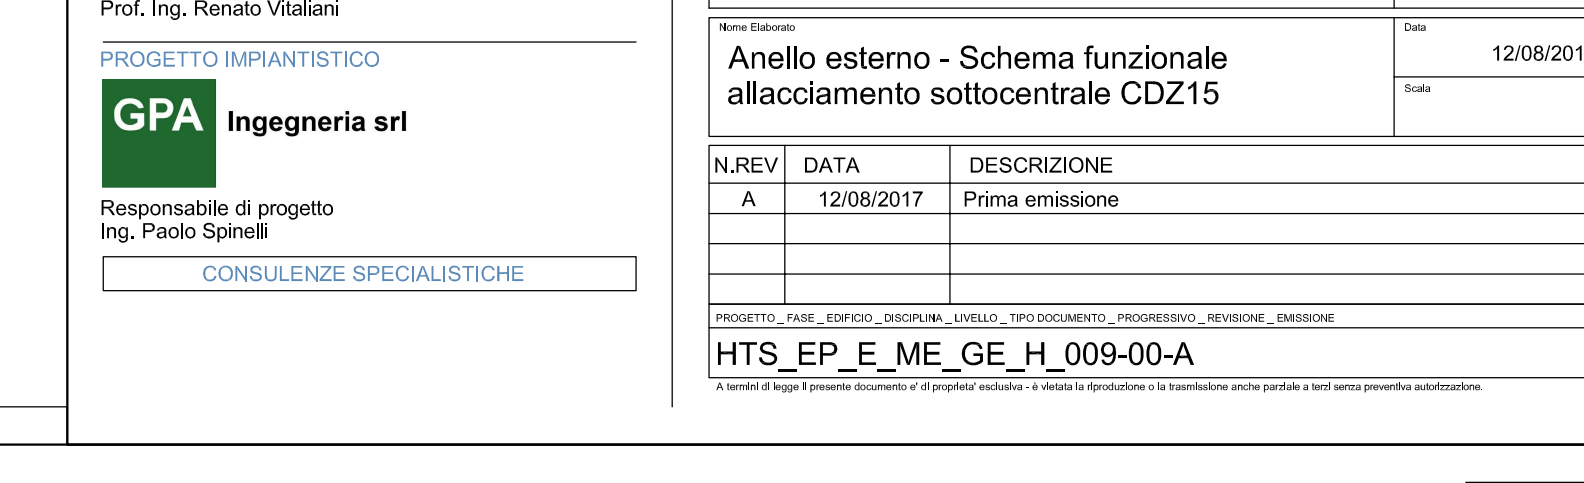 Prof. Ing. Renato Vitaliani
PROGETTO IMPIANTISTICO
GPA Ingegneria srl
Responsabile di progetto
Ing. Paolo Spinelli
CONSULENZE SPECIALISTICHE
Nome Elaborato
Anello esterno - Schema funzionale
allacciamento sottocentrale CDZ15
Data
12/08/201
Scala
N.REV DATA DESCRIZIONE
A 12/08/2017 Prima emissione
PROGETTO _ FASE _ EDIFICIO _ DISCIPLINA _ LIVELLO _ TIPO DOCUMENTO _ PROGRESSIVO _ REVISIONE _ EMISSIONE
HTS_EP_E_ME_GE_H_009-00-A
A termini di legge il presente documento e' di proprieta' esclusiva - è vietata la riproduzione o la trasmissione anche parziale a terzi senza preventiva autorizzazione.